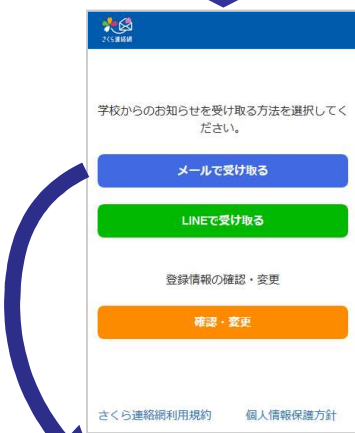 さくら連絡網
学校からのお知らせを受け取る方法を選択してく
ださい。
メールで受け取る
LINEで受け取る
登録情報の確認・変更
確認・変更
さくら連絡網利用規約 個人情報保護方針